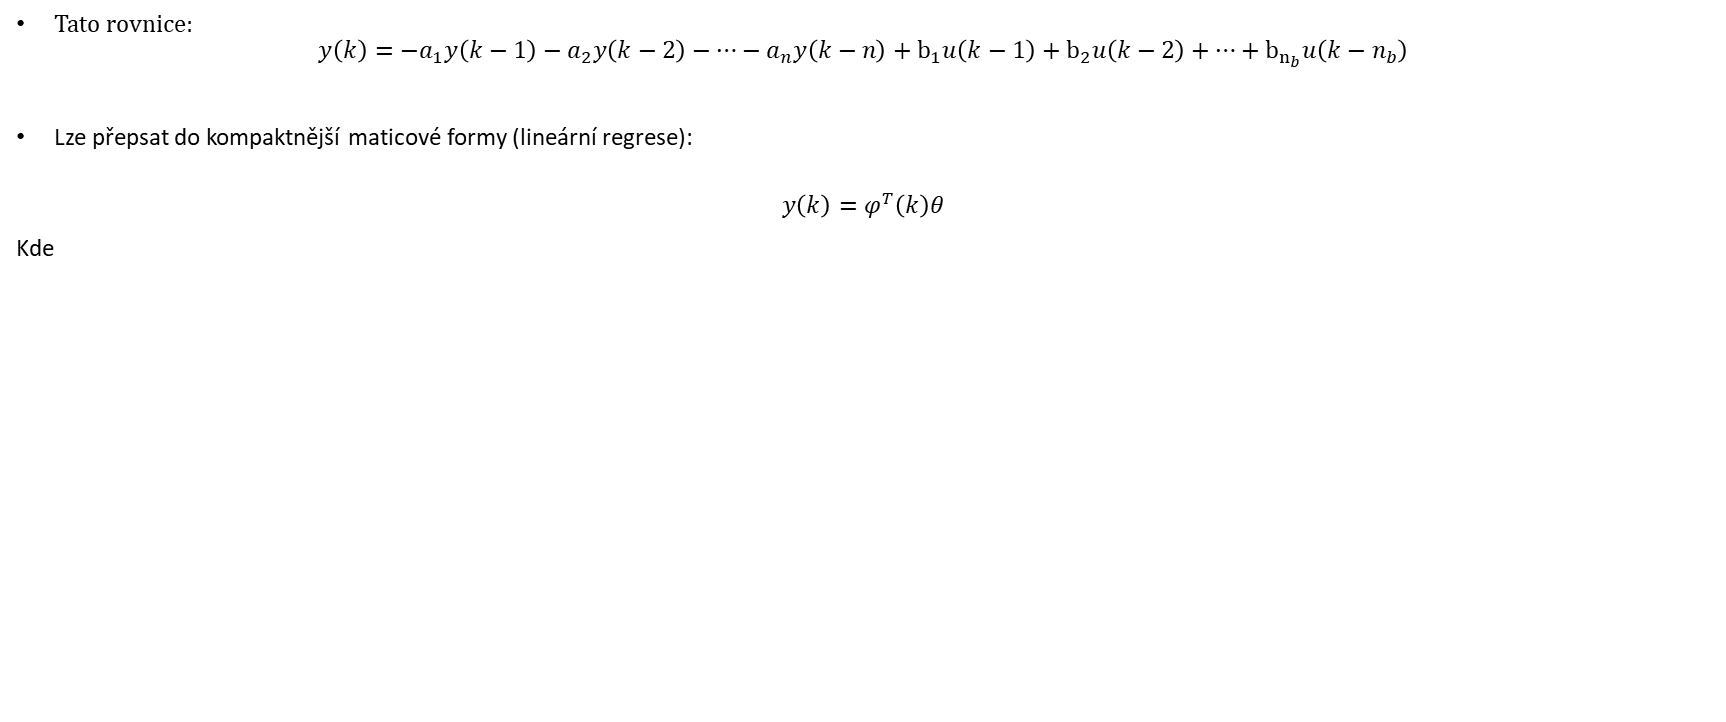 • Tato rovnice:
y(k) = −a₁y(k − 1) − a₂y(k − 2) − ⋯ − aₙy(k − n) + b₁u(k − 1) + b₂u(k − 2) + ⋯ + b_{n_b}u(k − n_b)
• Lze přepsat do kompaktnější maticové formy (lineární regrese):
y(k) = φᵀ(k)θ
Kde